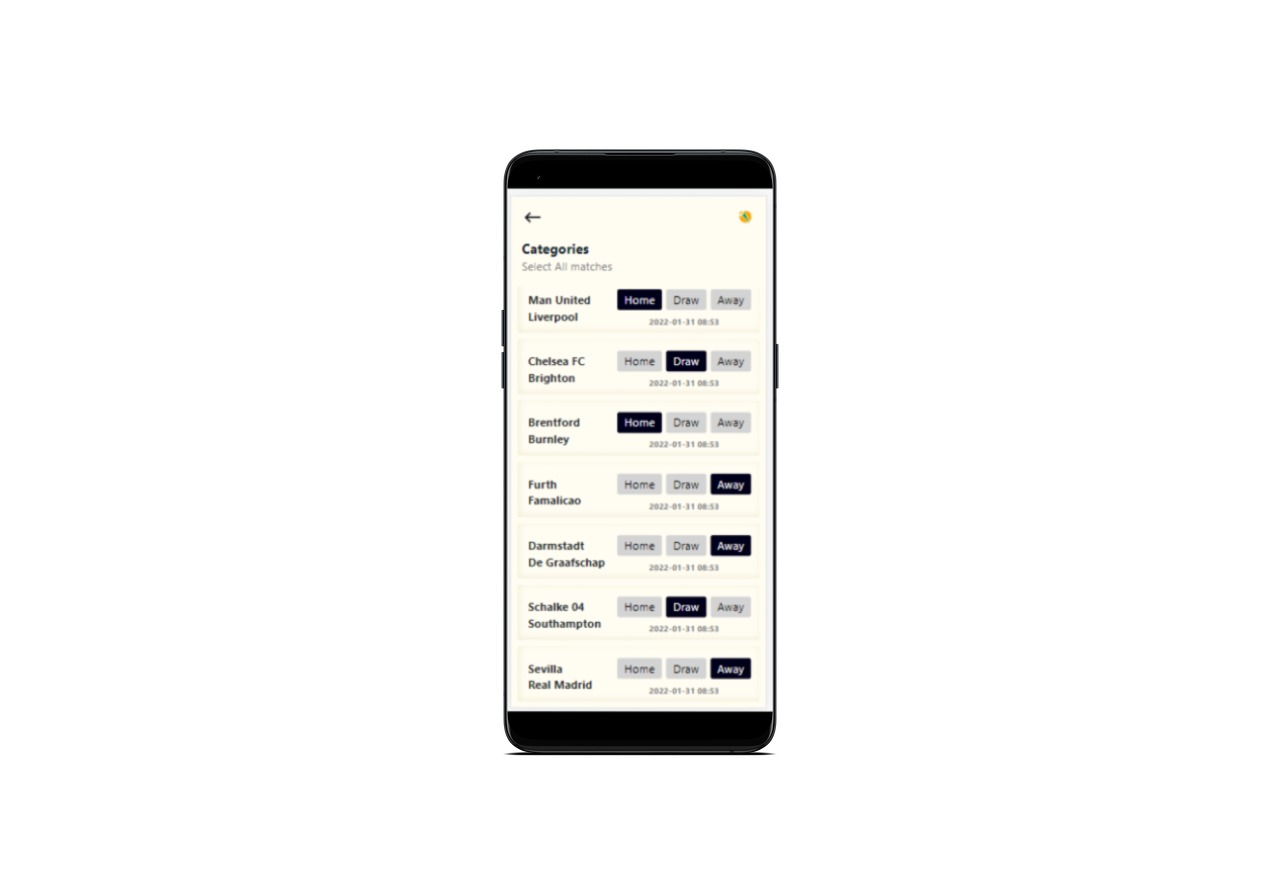 Categories
Select All matches
Man United Home Draw Away
Liverpool 2022-01-31 08:53
Chelsea FC Home Draw Away
Brighton 2022-01-31 08:53
Brentford Home Draw Away
Burnley 2022-01-31 08:53
Furth Home Draw Away
Famalicao 2022-01-31 08:53
Darmstadt Home Draw Away
De Graafschap 2022-01-31 08:53
Schalke 04 Home Draw Away
Southampton 2022-01-31 08:53
Sevilla Home Draw Away
Real Madrid 2022-01-31 08:53